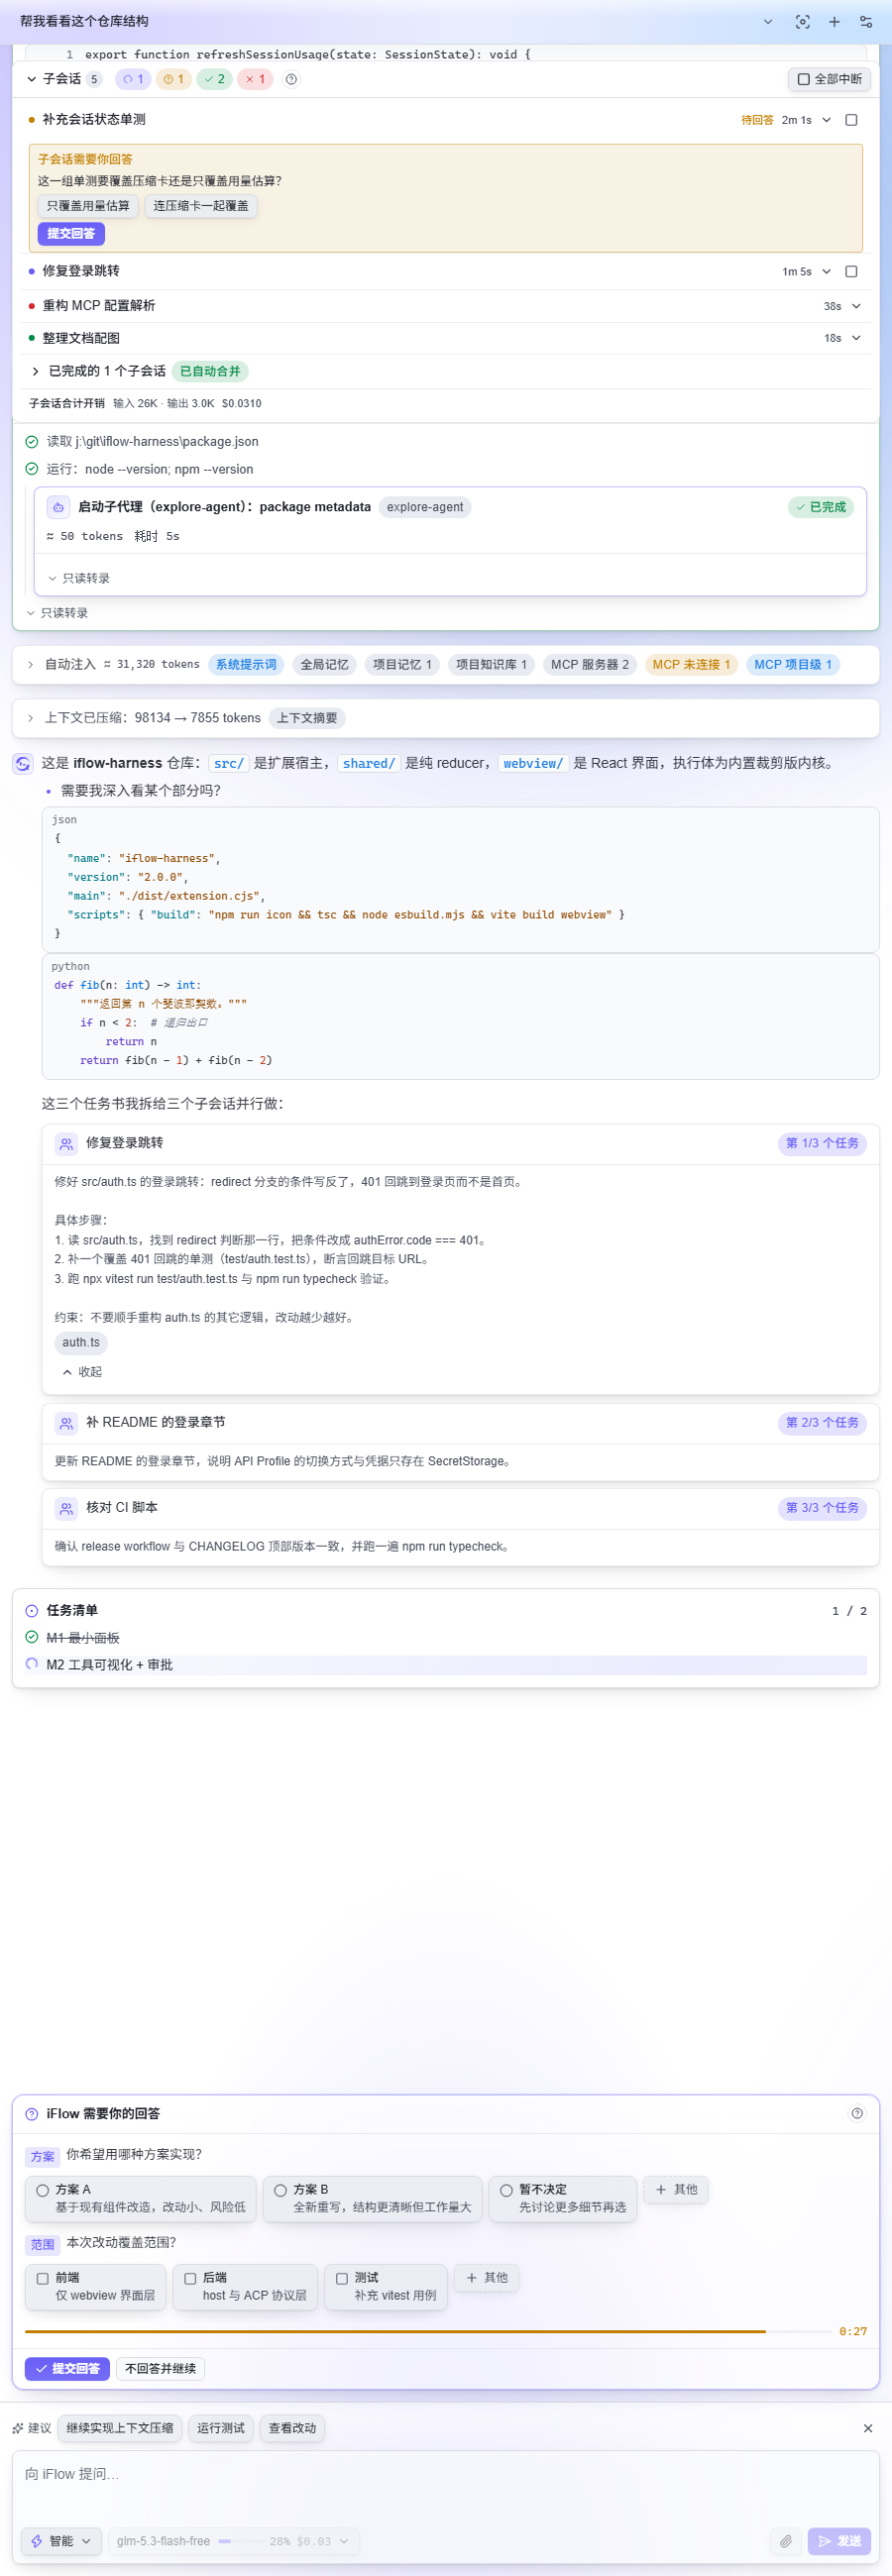 帮我看看这个仓库结构
1 export function refreshSessionUsage(state: SessionState): void {
子会话 5 1 1 2 1 全部中断
补充会话状态单测 待回答 2m 1s
子会话需要你回答
这一组单测要覆盖压缩卡还是只覆盖用量估算?
只覆盖用量估算 连压缩卡一起覆盖
提交回答
修复登录跳转 1m 5s
重构 MCP 配置解析 38s
整理文档配图 18s
已完成的 1 个子会话 已自动合并
子会话合计开销 输入 26K · 输出 3.0K $0.0310
读取 j:\git\iflow-harness\package.json
运行：node --version; npm --version
启动子代理（explore-agent）：package metadata explore-agent 已完成
≈ 50 tokens 耗时 5s
只读转录
只读转录
自动注入 ≈ 31,320 tokens 系统提示词 全局记忆 项目记忆 1 项目知识库 1 MCP 服务器 2 MCP 未连接 1 MCP 项目级 1
上下文已压缩：98134 → 7855 tokens 上下文摘要
这是 iflow-harness 仓库：src/ 是扩展宿主，shared/ 是纯 reducer，webview/ 是 React 界面，执行体为内置裁剪版内核。
• 需要我深入看某个部分吗？
json
{
"name": "iflow-harness",
"version": "2.0.0",
"main": "./dist/extension.cjs",
"scripts": { "build": "npm run icon && tsc && node esbuild.mjs && vite build webview" }
}
python
def fib(n: int) -> int:
"""返回第 n 个斐波那契数。"""
if n < 2: # 递归出口
return n
return fib(n - 1) + fib(n - 2)
这三个任务书我拆给三个子会话并行做：
修复登录跳转 第 1/3 个任务
修好 src/auth.ts 的登录跳转：redirect 分支的条件写反了，401 回跳到登录页而不是首页。
具体步骤：
1. 读 src/auth.ts，找到 redirect 判断那一行，把条件改成 authError.code === 401。
2. 补一个覆盖 401 回跳的单测（test/auth.test.ts），断言回跳目标 URL。
3. 跑 npx vitest run test/auth.test.ts 与 npm run typecheck 验证。
约束：不要顺手重构 auth.ts 的其它逻辑，改动越少越好。
auth.ts
收起
补 README 的登录章节 第 2/3 个任务
更新 README 的登录章节，说明 API Profile 的切换方式与凭据只存在 SecretStorage。
核对 CI 脚本 第 3/3 个任务
确认 release workflow 与 CHANGELOG 顶部版本一致，并跑一遍 npm run typecheck。
任务清单 1 / 2
M1 最小面板
M2 工具可视化 + 审批
iFlow 需要你的回答
方案 你希望用哪种方案实现？
方案 A 方案 B 暂不决定 其他
基于现有组件改造，改动小、风险低 全新重写，结构更清晰但工作量大 先讨论更多细节再选
范围 本次改动覆盖范围？
前端 后端 测试 其他
仅 webview 界面层 host 与 ACP 协议层 补充 vitest 用例
0:27
提交回答 不回答并继续
建议 继续实现上下文压缩 运行测试 查看改动
向 iFlow 提问…
智能 glm-5.3-flash-free 28% $0.03 发送